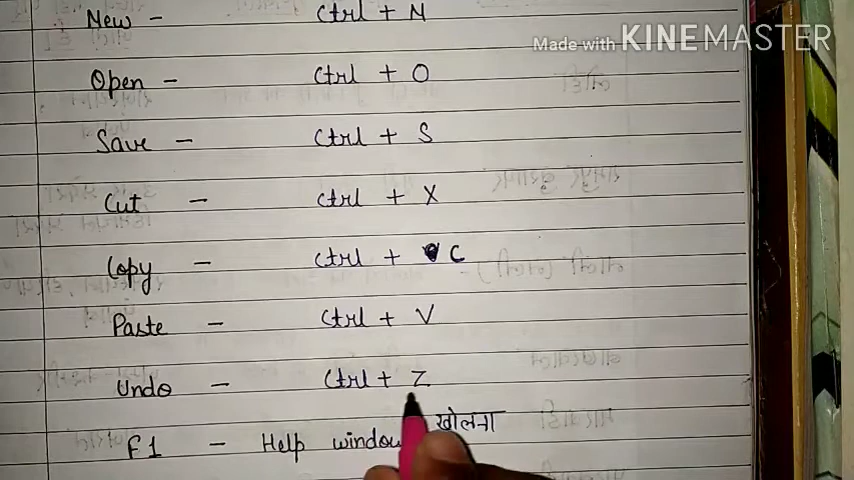 New - Ctrl + N
Made with KINEMASTER
Open - Ctrl + O
Save - Ctrl + S
Cut - Ctrl + X
Copy - Ctrl + C
Paste - Ctrl + V
Undo - Ctrl + Z
F1 - Help window खोलना